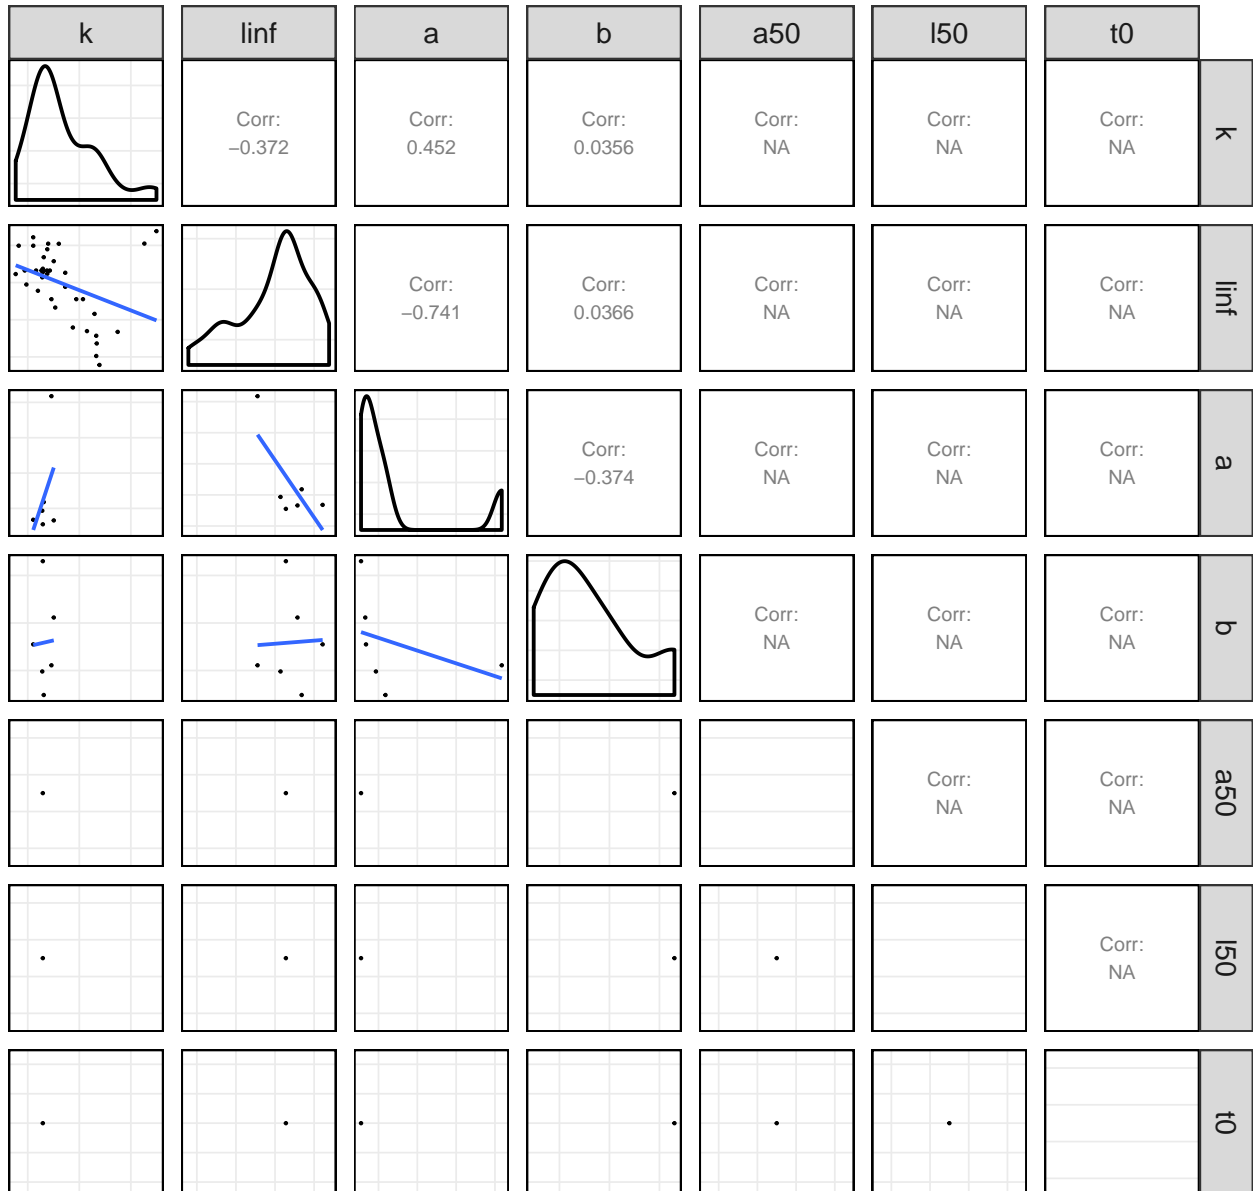 k linf a b a50 l50 t0
Corr: Corr: Corr: Corr: Corr: Corr:
−0.372 0.452 0.0356 NA NA NA
k
Corr: Corr: Corr: Corr: Corr:
−0.741 0.0366 NA NA NA
linf
Corr: Corr: Corr: Corr:
−0.374 NA NA NA
a
Corr: Corr: Corr:
NA NA NA
b
Corr: Corr:
NA NA
a50
Corr:
NA
l50
t0